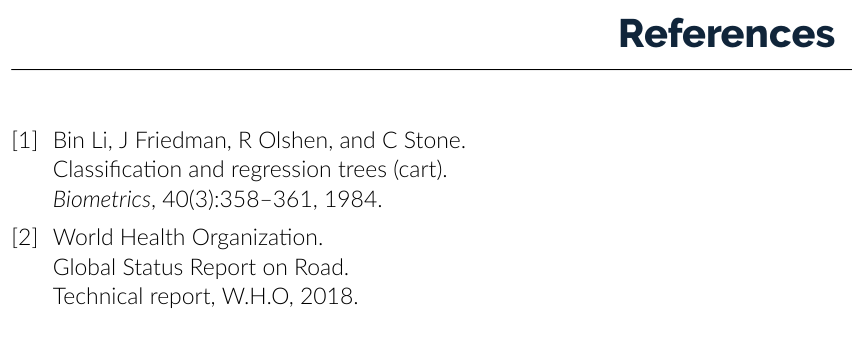 References
[1] Bin Li, J Friedman, R Olshen, and C Stone.
Classification and regression trees (cart).
Biometrics, 40(3):358–361, 1984.
[2] World Health Organization.
Global Status Report on Road.
Technical report, W.H.O, 2018.